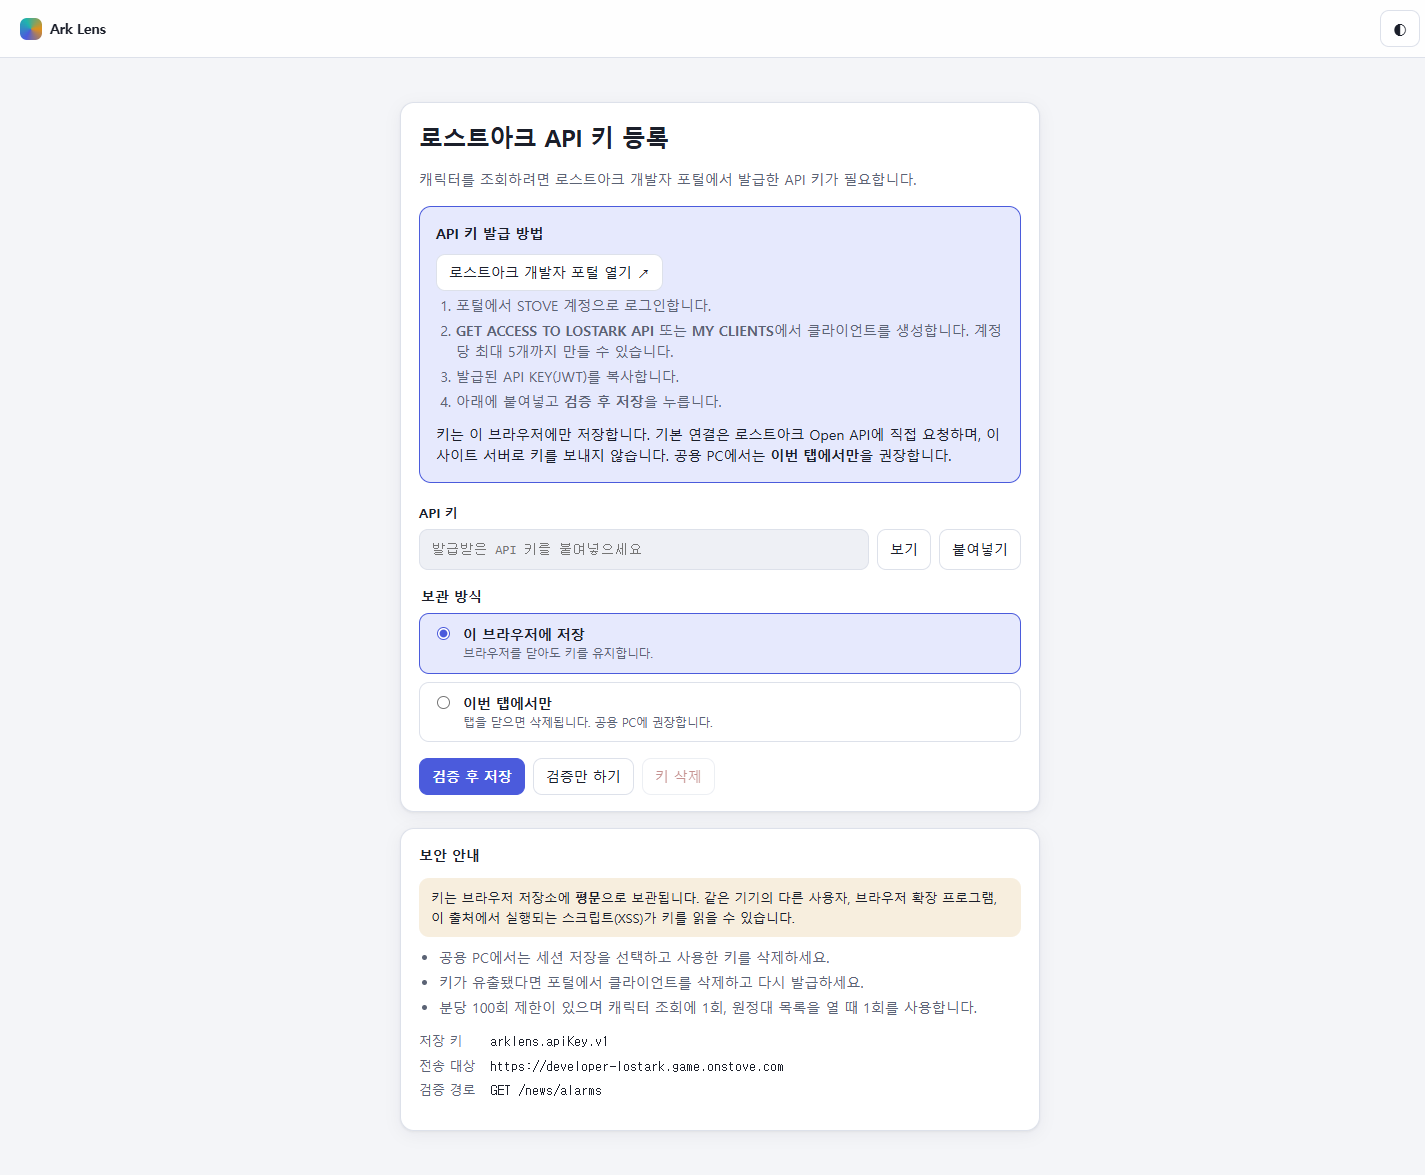 Ark Lens
로스트아크 API 키 등록
캐릭터를 조회하려면 로스트아크 개발자 포털에서 발급한 API 키가 필요합니다.
API 키 발급 방법
로스트아크 개발자 포털 열기 ↗
1. 포털에서 STOVE 계정으로 로그인합니다.
2. GET ACCESS TO LOSTARK API 또는 MY CLIENTS에서 클라이언트를 생성합니다. 계정
당 최대 5개까지 만들 수 있습니다.
3. 발급된 API KEY(JWT)를 복사합니다.
4. 아래에 붙여넣고 검증 후 저장을 누릅니다.
키는 이 브라우저에만 저장합니다. 기본 연결은 로스트아크 Open API에 직접 요청하며, 이
사이트 서버로 키를 보내지 않습니다. 공용 PC에서는 이번 탭에서만을 권장합니다.
API 키
발급받은 API 키를 붙여넣으세요
보기
붙여넣기
보관 방식
이 브라우저에 저장
브라우저를 닫아도 키를 유지합니다.
이번 탭에서만
탭을 닫으면 삭제됩니다. 공용 PC에 권장합니다.
검증 후 저장
검증만 하기
키 삭제
보안 안내
키는 브라우저 저장소에 평문으로 보관됩니다. 같은 기기의 다른 사용자, 브라우저 확장 프로그램,
이 출처에서 실행되는 스크립트(XSS)가 키를 읽을 수 있습니다.
• 공용 PC에서는 세션 저장을 선택하고 사용한 키를 삭제하세요.
• 키가 유출됐다면 포털에서 클라이언트를 삭제하고 다시 발급하세요.
• 분당 100회 제한이 있으며 캐릭터 조회에 1회, 원정대 목록을 열 때 1회를 사용합니다.
저장 키 arklens.apiKey.v1
전송 대상 https://developer-lostark.game.onstove.com
검증 경로 GET /news/alarms